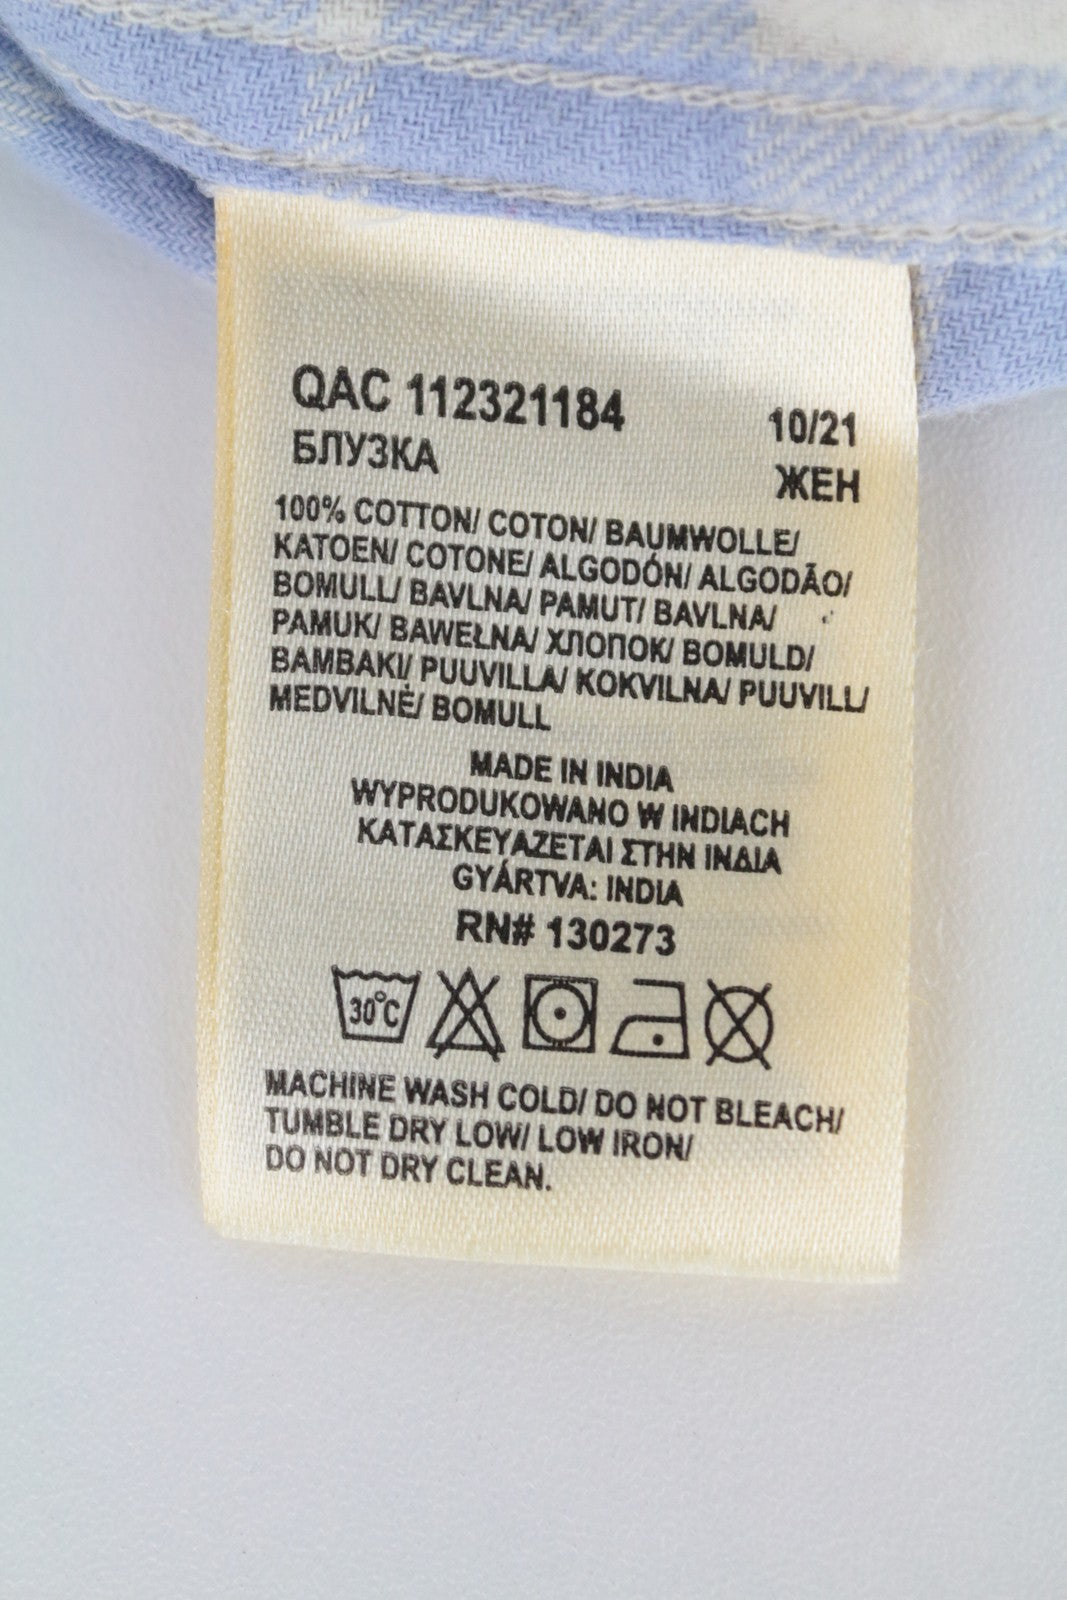 QAC 112321184 10/21
БЛУЗКА ЖЕН
100% COTTON/ COTON/ BAUMWOLLE/
KATOEN/ COTONE/ ALGODÓN/ ALGODÃO/
BOMULL/ BAVLNA/ PAMUT/ BAVLNA/
PAMUK/ BAWEŁNA/ ХЛОПОК/ BOMULD/
BAMBAKI/ PUUVILLA/ KOKVILNA/ PUUVILL/
MEDVILNĖ/ BOMULL
MADE IN INDIA
WYPRODUKOWANO W INDIACH
ΚΑΤΑΣΚΕΥΑΖΕΤΑΙ ΣΤΗΝ ΙΝΔΙΑ
GYÁRTVA: INDIA
RN# 130273
30°C
MACHINE WASH COLD/ DO NOT BLEACH/
TUMBLE DRY LOW/ LOW IRON/
DO NOT DRY CLEAN.